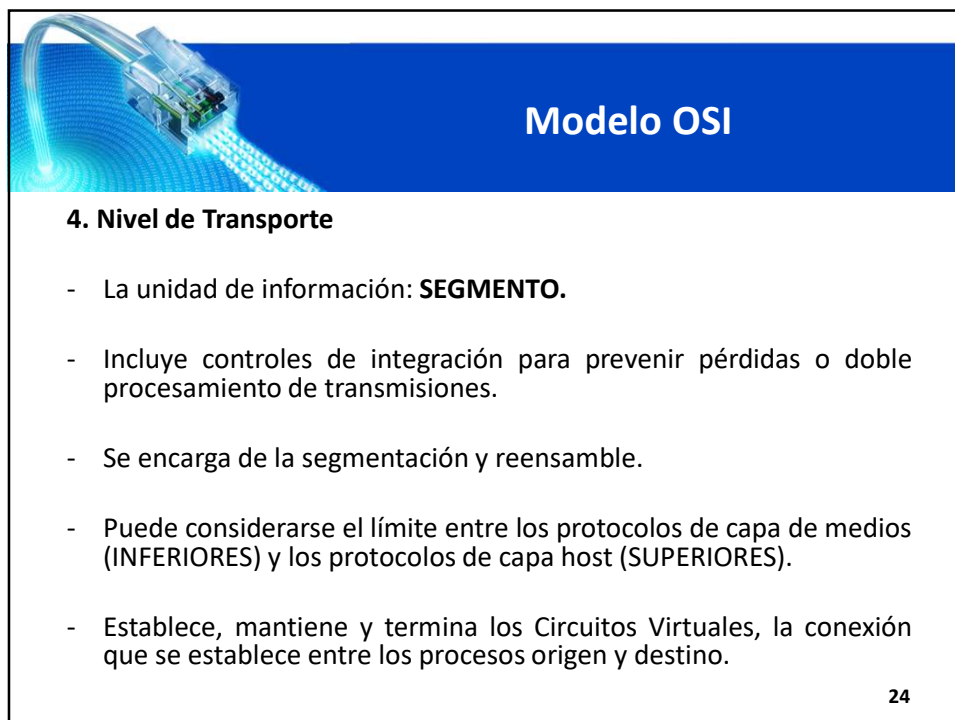 Modelo OSI
4. Nivel de Transporte
- La unidad de información: SEGMENTO.
- Incluye controles de integración para prevenir pérdidas o doble
procesamiento de transmisiones.
- Se encarga de la segmentación y reensamble.
- Puede considerarse el límite entre los protocolos de capa de medios
(INFERIORES) y los protocolos de capa host (SUPERIORES).
- Establece, mantiene y termina los Circuitos Virtuales, la conexión
que se establece entre los procesos origen y destino.
24